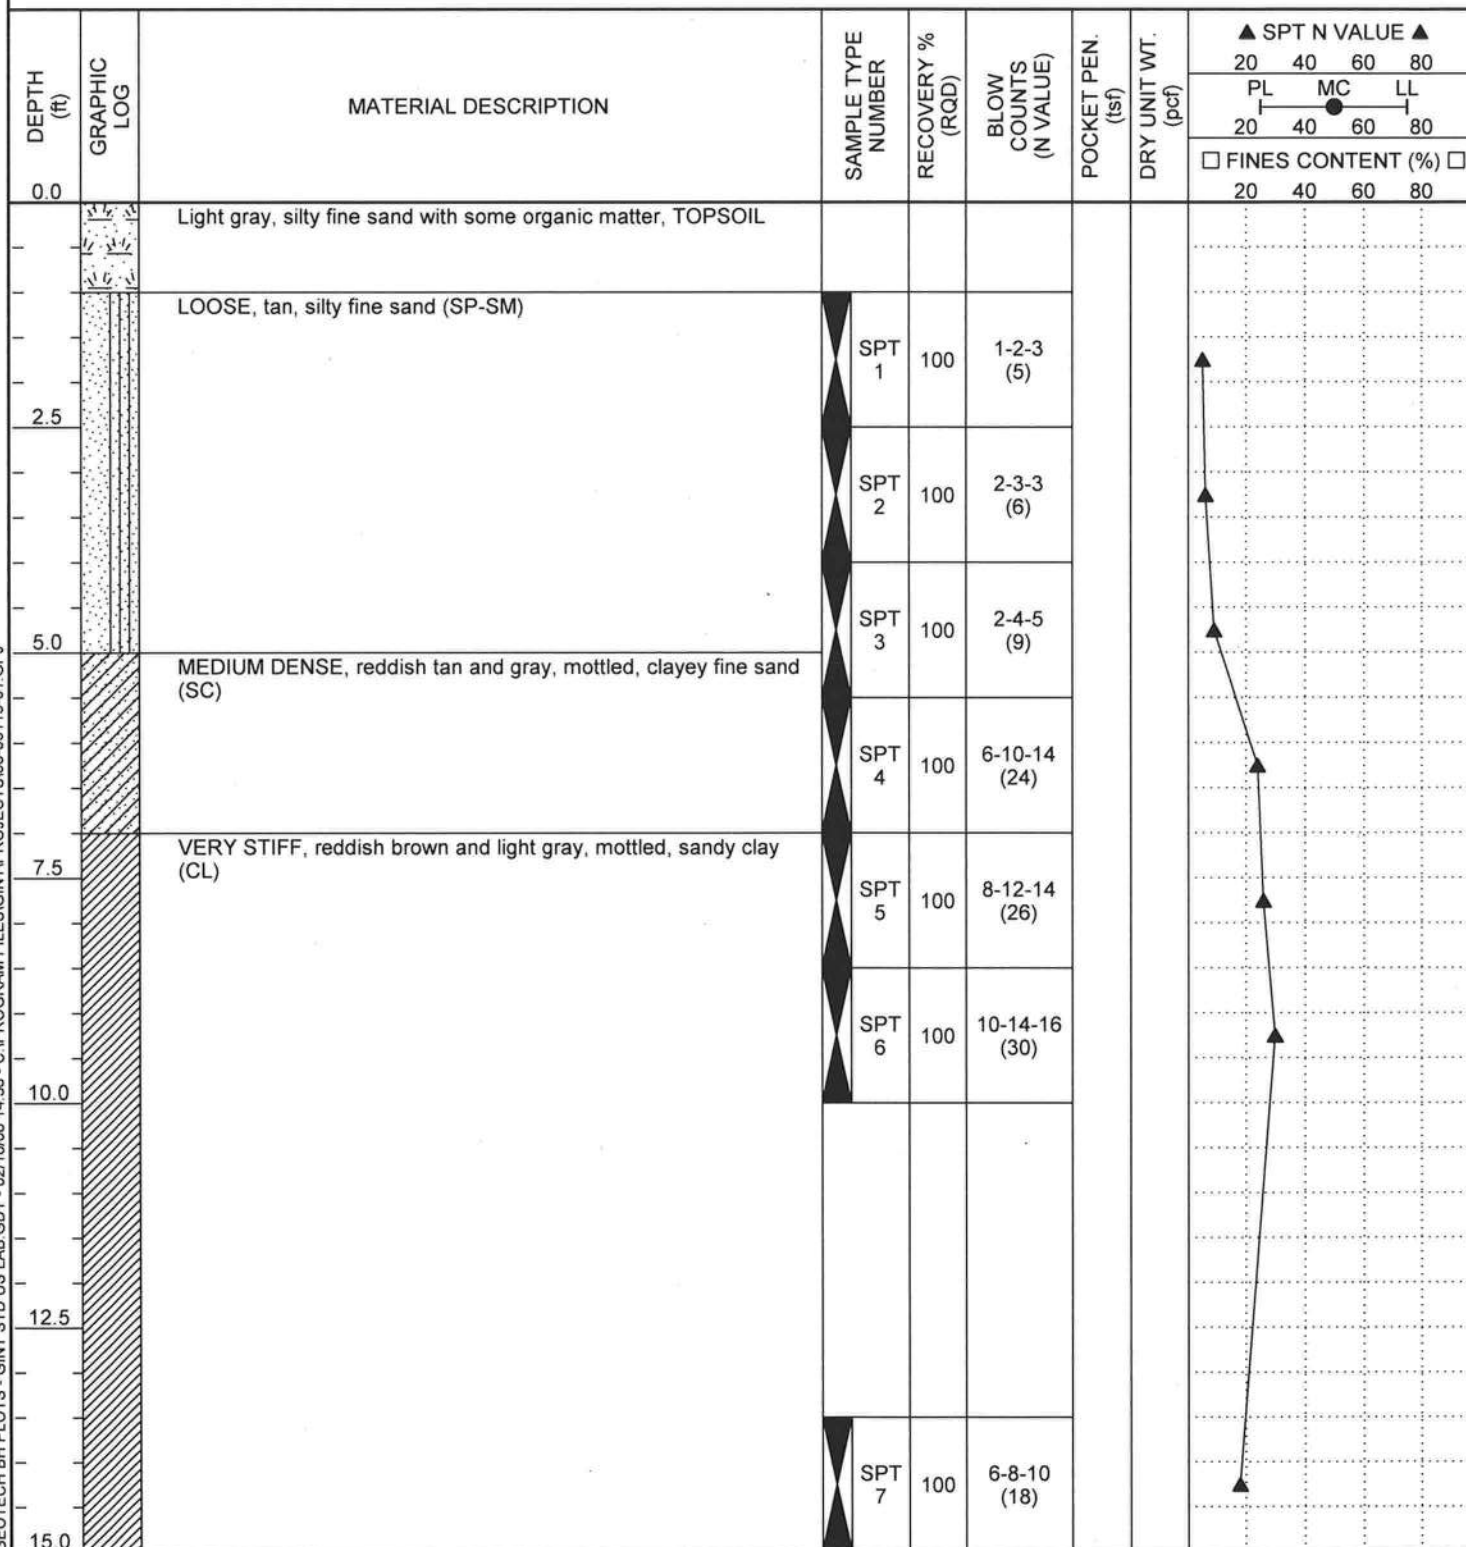 DEPTH
(ft)
GRAPHIC
LOG
MATERIAL DESCRIPTION
SAMPLE TYPE
NUMBER
RECOVERY %
(RQD)
BLOW
COUNTS
(N VALUE)
POCKET PEN.
(tsf)
DRY UNIT WT.
(pcf)
▲ SPT N VALUE ▲
20 40 60 80
PL MC LL
20 40 60 80
□ FINES CONTENT (%) □
20 40 60 80
0.0
Light gray, silty fine sand with some organic matter, TOPSOIL
LOOSE, tan, silty fine sand (SP-SM)
SPT
1
100
1-2-3
(5)
2.5
SPT
2
100
2-3-3
(6)
SPT
3
100
2-4-5
(9)
5.0
MEDIUM DENSE, reddish tan and gray, mottled, clayey fine sand
(SC)
SPT
4
100
6-10-14
(24)
VERY STIFF, reddish brown and light gray, mottled, sandy clay
(CL)
7.5
SPT
5
100
8-12-14
(26)
SPT
6
100
10-14-16
(30)
10.0
12.5
SPT
7
100
6-8-10
(18)
15.0